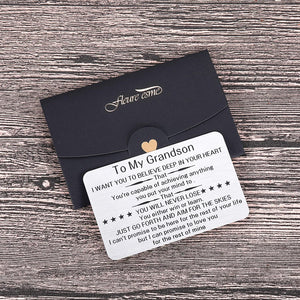 Fleure esme
To My Grandson
I WANT YOU TO BELIEVE DEEP IN YOUR HEART
That
You're capable of achieving anything
you put your mind to
That
★★★★ YOU WILL NEVER LOSE ★★★★
You either win or learn.
JUST GO FORTH AND AIM FOR THE SKIES
I can't promise to be here for the rest of your life
but I can promise to love you
for the rest of mine